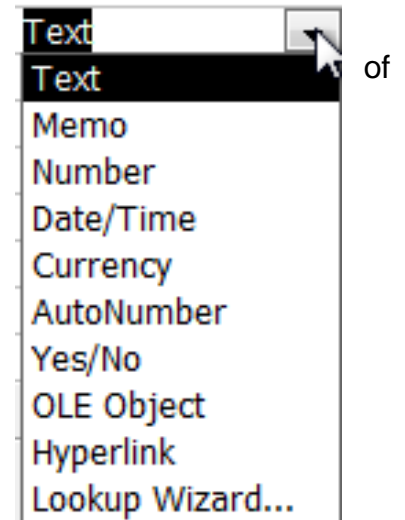 Text
of
Text
Memo
Number
Date/Time
Currency
AutoNumber
Yes/No
OLE Object
Hyperlink
Lookup Wizard...